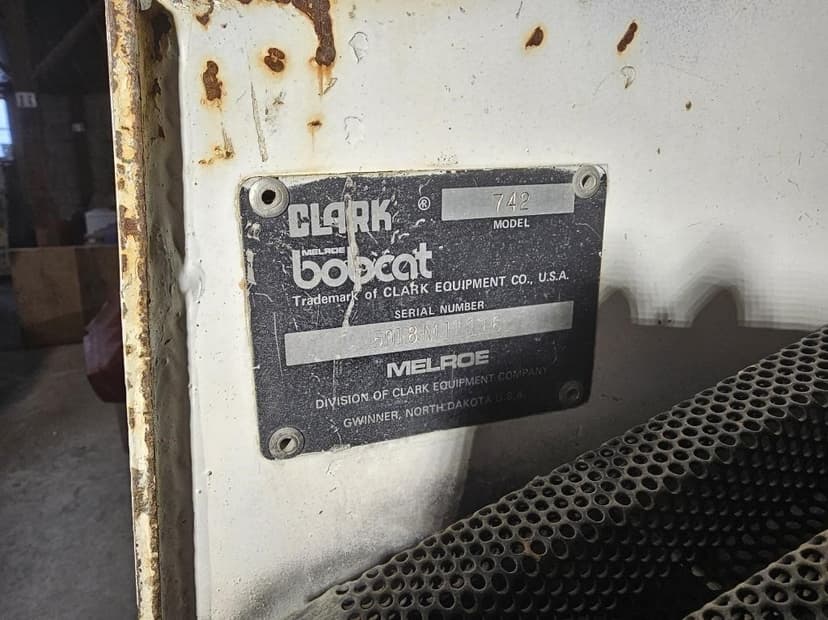 CLARK ® 742
MODEL
MELROE
bobcat
Trademark of CLARK EQUIPMENT CO., U.S.A.
SERIAL NUMBER
MELROE
DIVISION OF CLARK EQUIPMENT COMPANY
GWINNER, NORTH DAKOTA U.S.A.